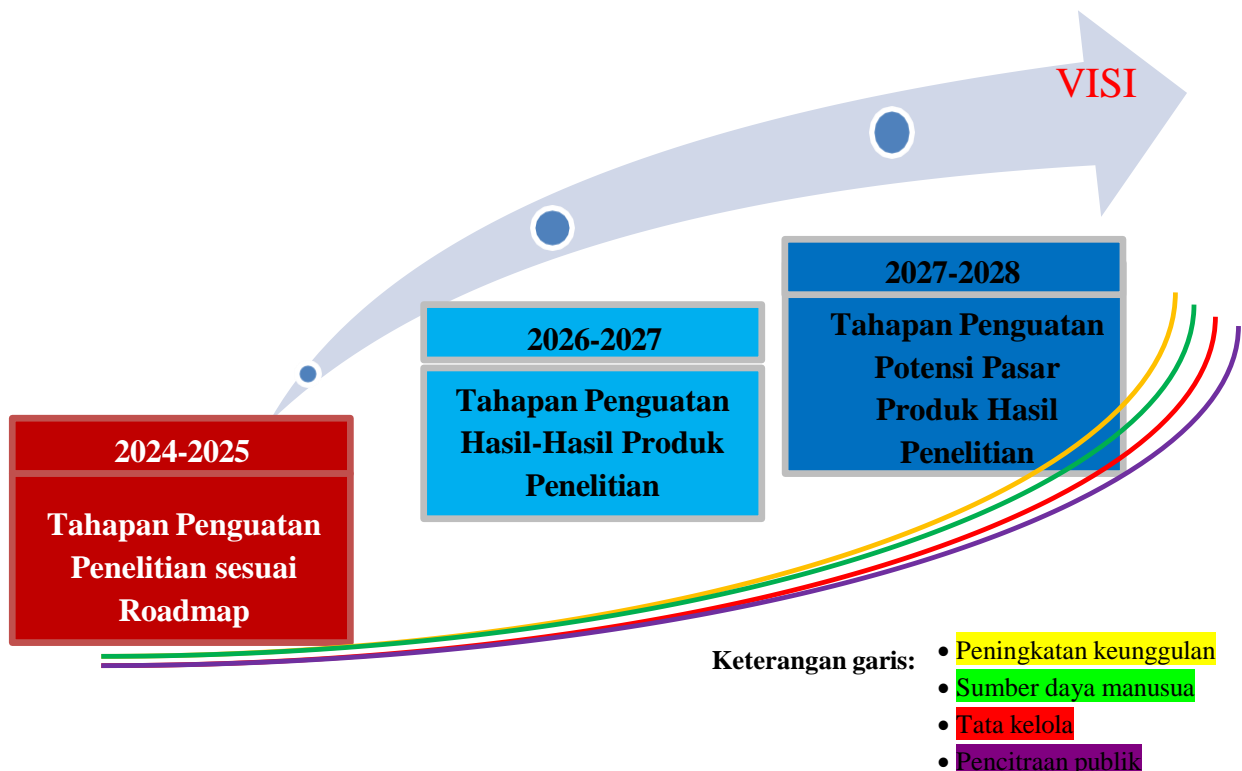 VISI
2024-2025
Tahapan Penguatan
Penelitian sesuai
Roadmap
2026-2027
Tahapan Penguatan
Hasil-Hasil Produk
Penelitian
2027-2028
Tahapan Penguatan
Potensi Pasar
Produk Hasil
Penelitian
Keterangan garis:
• Peningkatan keunggulan
• Sumber daya manusua
• Tata kelola
• Pencitraan publik